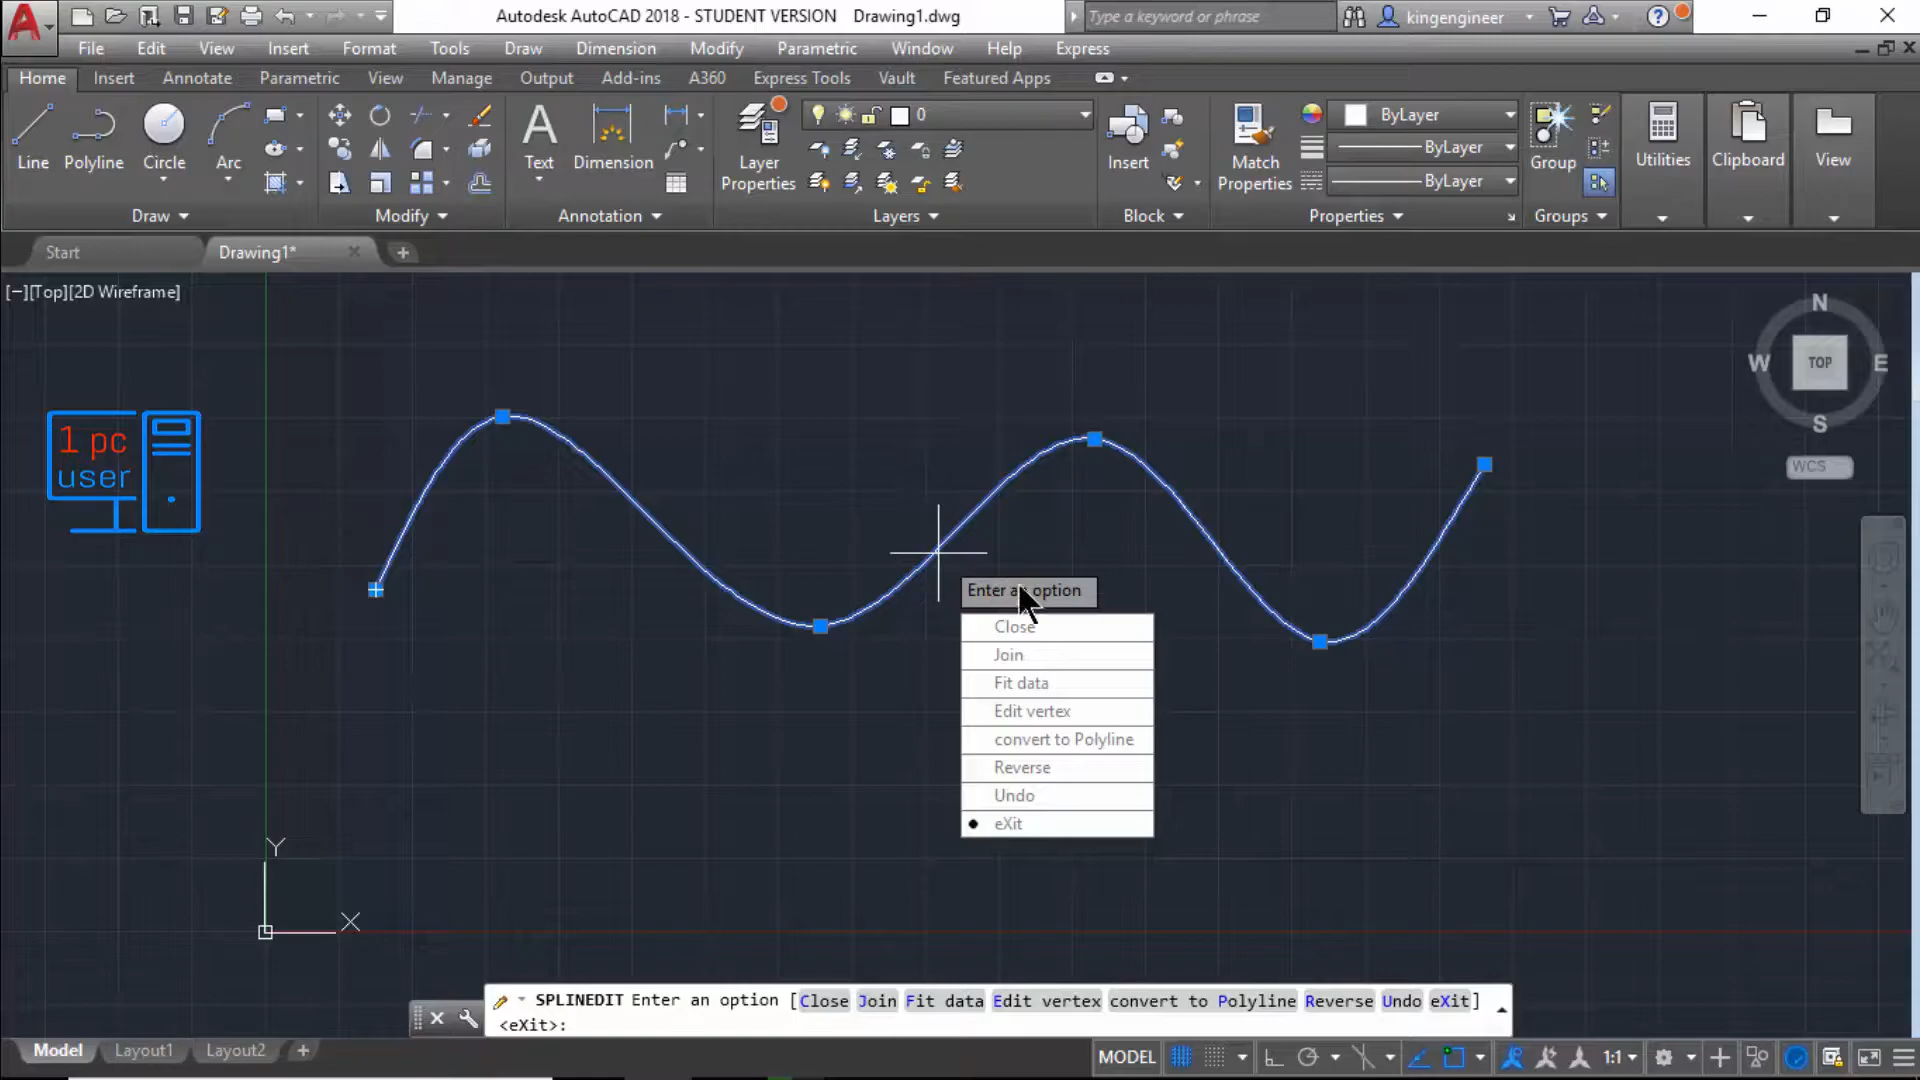 Autodesk AutoCAD 2018 - STUDENT VERSION Drawing1.dwg
Type a keyword or phrase
kingengineer
File Edit View Insert Format Tools Draw Dimension Modify Parametric Window Help Express
Home Insert Annotate Parametric View Manage Output Add-ins A360 Express Tools Vault Featured Apps
0
ByLayer
ByLayer
ByLayer
Line Polyline Circle Arc
Text Dimension
Layer Properties
Insert
Match Properties
Group
Utilities Clipboard View
Draw Modify Annotation Layers Block Properties Groups
Start Drawing1*
[−][Top][2D Wireframe]
N
W TOP E
S
WCS
1 pc
user
Enter an option
Close
Join
Fit data
Edit vertex
convert to Polyline
Reverse
Undo
eXit
Y
X
SPLINEDIT Enter an option [Close Join Fit data Edit vertex convert to Polyline Reverse Undo eXit]
<eXit>:
Model Layout1 Layout2 +
MODEL 1:1